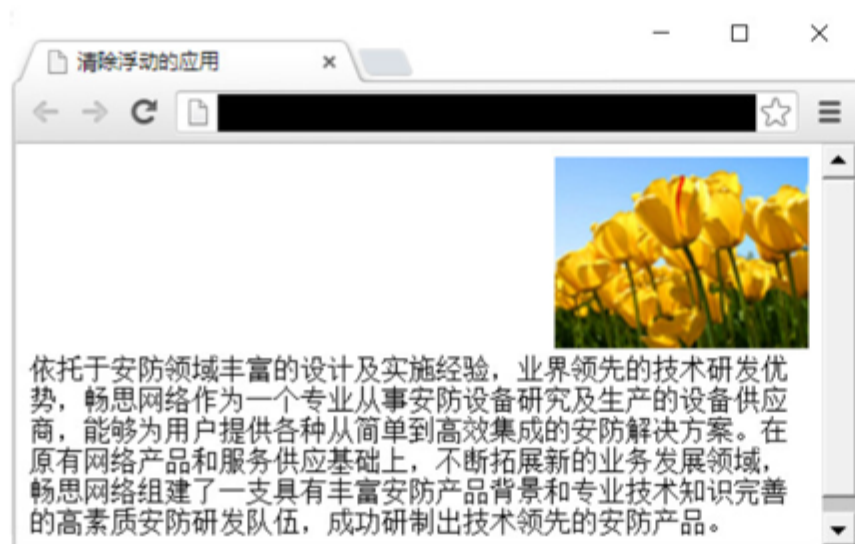 清除浮动的应用
依托于安防领域丰富的设计及实施经验，业界领先的技术研发优
势，畅思网络作为一个专业从事安防设备研究及生产的设备供应
商，能够为用户提供各种从简单到高效集成的安防解决方案。在
原有网络产品和服务供应基础上，不断拓展新的业务发展领域，
畅思网络组建了一支具有丰富安防产品背景和专业技术知识完善
的高素质安防研发队伍，成功研制出技术领先的安防产品。